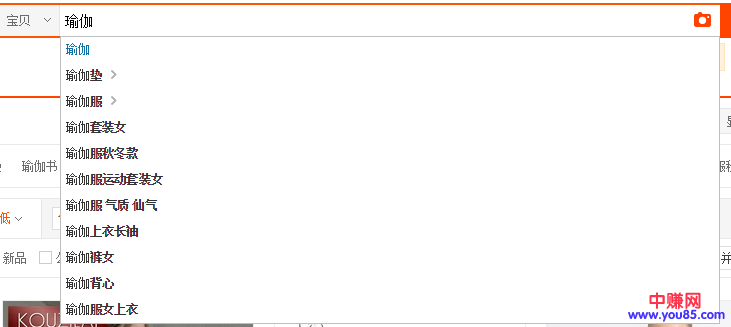 宝贝
瑜伽
瑜伽
瑜伽垫
瑜伽服
瑜伽套装女
瑜伽服秋冬款
瑜伽书
瑜伽服运动套装女
瑜伽服 气质 仙气
低
瑜伽上衣长袖
新品
瑜伽裤女
并
瑜伽背心
瑜伽服女上衣
中赚网
www.you85.com